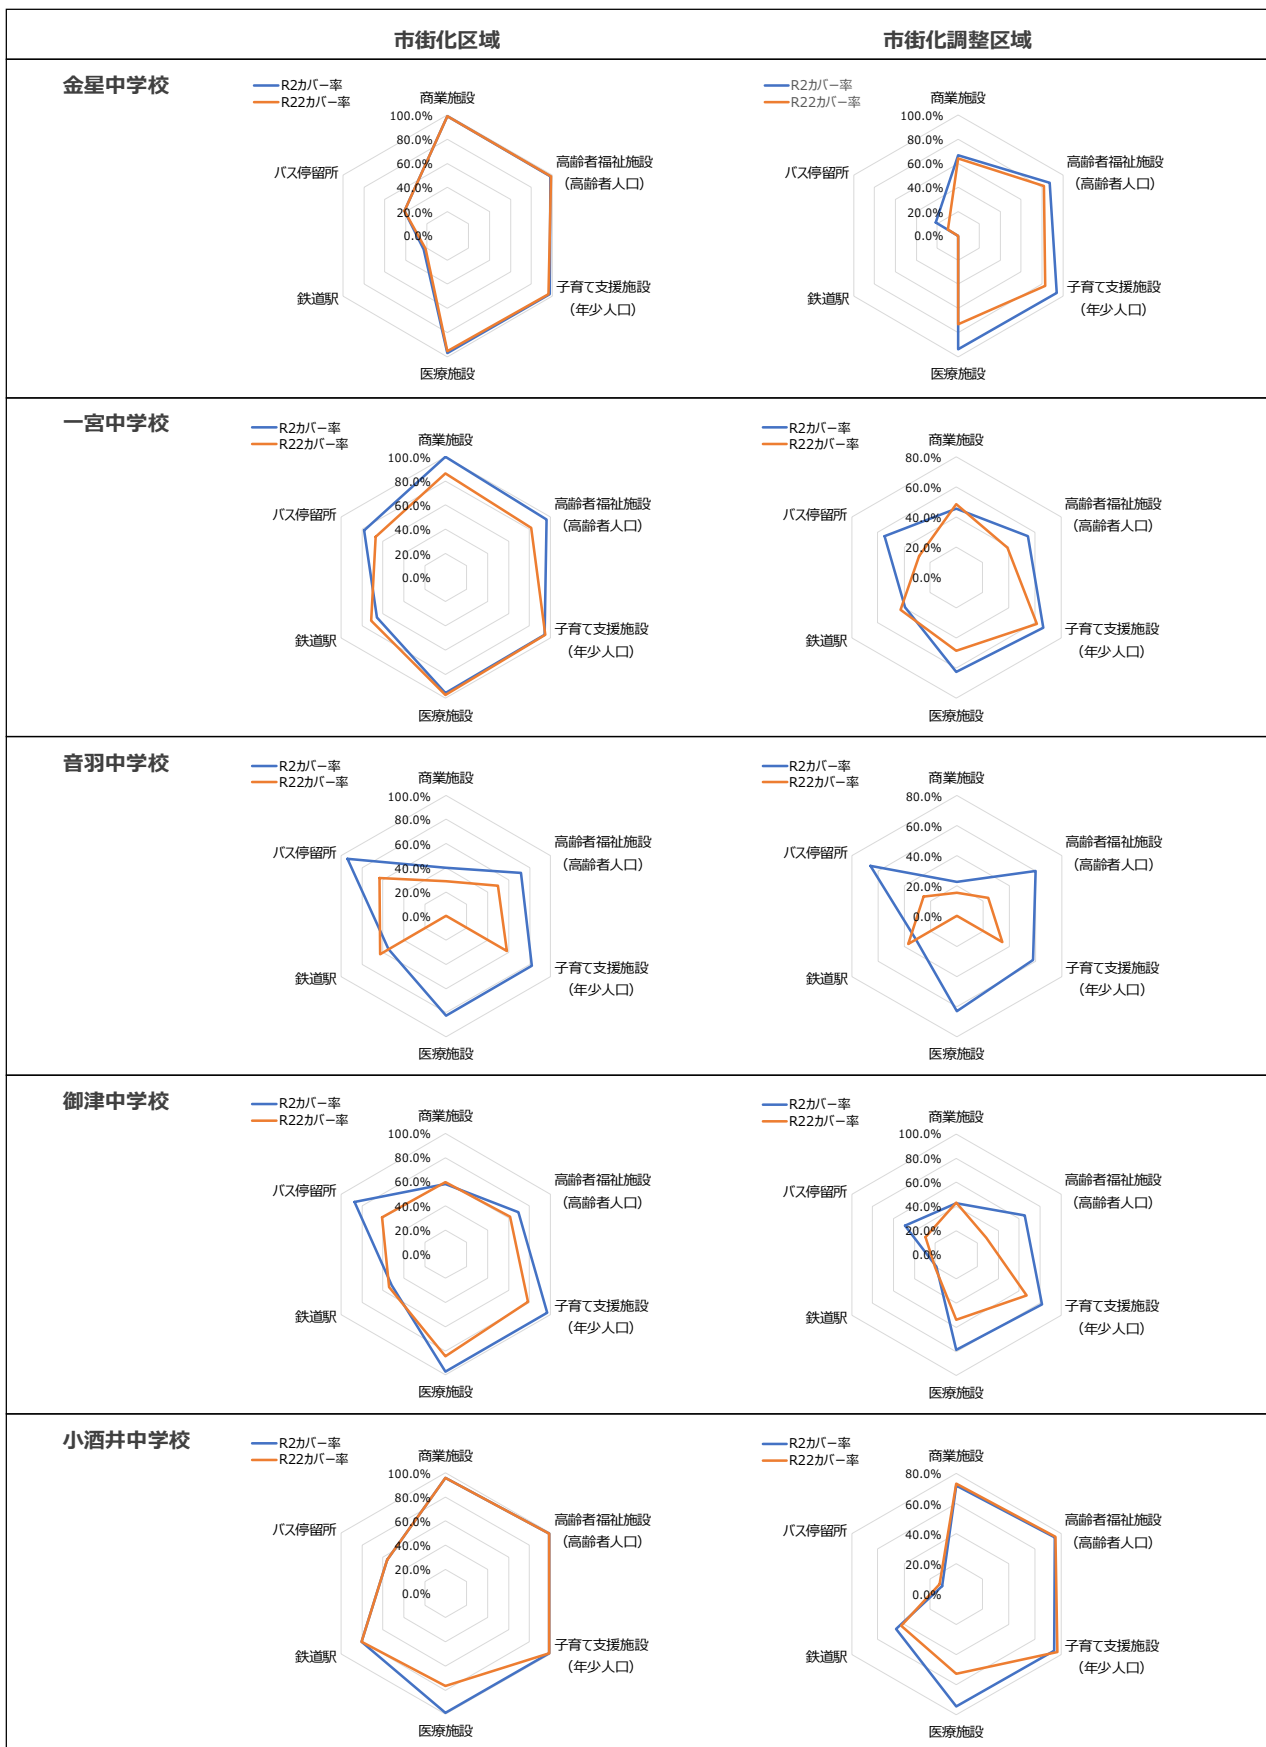 市街化区域
市街化調整区域
金星中学校
R2カバー率
R22カバー率
商業施設
高齢者福祉施設
(高齢者人口)
子育て支援施設
(年少人口)
医療施設
鉄道駅
バス停留所
100.0%
80.0%
60.0%
40.0%
20.0%
0.0%
R2カバー率
R22カバー率
商業施設
高齢者福祉施設
(高齢者人口)
子育て支援施設
(年少人口)
医療施設
鉄道駅
バス停留所
100.0%
80.0%
60.0%
40.0%
20.0%
0.0%
一宮中学校
R2カバー率
R22カバー率
商業施設
高齢者福祉施設
(高齢者人口)
子育て支援施設
(年少人口)
医療施設
鉄道駅
バス停留所
100.0%
80.0%
60.0%
40.0%
20.0%
0.0%
R2カバー率
R22カバー率
商業施設
高齢者福祉施設
(高齢者人口)
子育て支援施設
(年少人口)
医療施設
鉄道駅
バス停留所
80.0%
60.0%
40.0%
20.0%
0.0%
音羽中学校
R2カバー率
R22カバー率
商業施設
高齢者福祉施設
(高齢者人口)
子育て支援施設
(年少人口)
医療施設
鉄道駅
バス停留所
100.0%
80.0%
60.0%
40.0%
20.0%
0.0%
R2カバー率
R22カバー率
商業施設
高齢者福祉施設
(高齢者人口)
子育て支援施設
(年少人口)
医療施設
鉄道駅
バス停留所
80.0%
60.0%
40.0%
20.0%
0.0%
御津中学校
R2カバー率
R22カバー率
商業施設
高齢者福祉施設
(高齢者人口)
子育て支援施設
(年少人口)
医療施設
鉄道駅
バス停留所
100.0%
80.0%
60.0%
40.0%
20.0%
0.0%
R2カバー率
R22カバー率
商業施設
高齢者福祉施設
(高齢者人口)
子育て支援施設
(年少人口)
医療施設
鉄道駅
バス停留所
100.0%
80.0%
60.0%
40.0%
20.0%
0.0%
小酒井中学校
R2カバー率
R22カバー率
商業施設
高齢者福祉施設
(高齢者人口)
子育て支援施設
(年少人口)
医療施設
鉄道駅
バス停留所
100.0%
80.0%
60.0%
40.0%
20.0%
0.0%
R2カバー率
R22カバー率
商業施設
高齢者福祉施設
(高齢者人口)
子育て支援施設
(年少人口)
医療施設
鉄道駅
バス停留所
80.0%
60.0%
40.0%
20.0%
0.0%